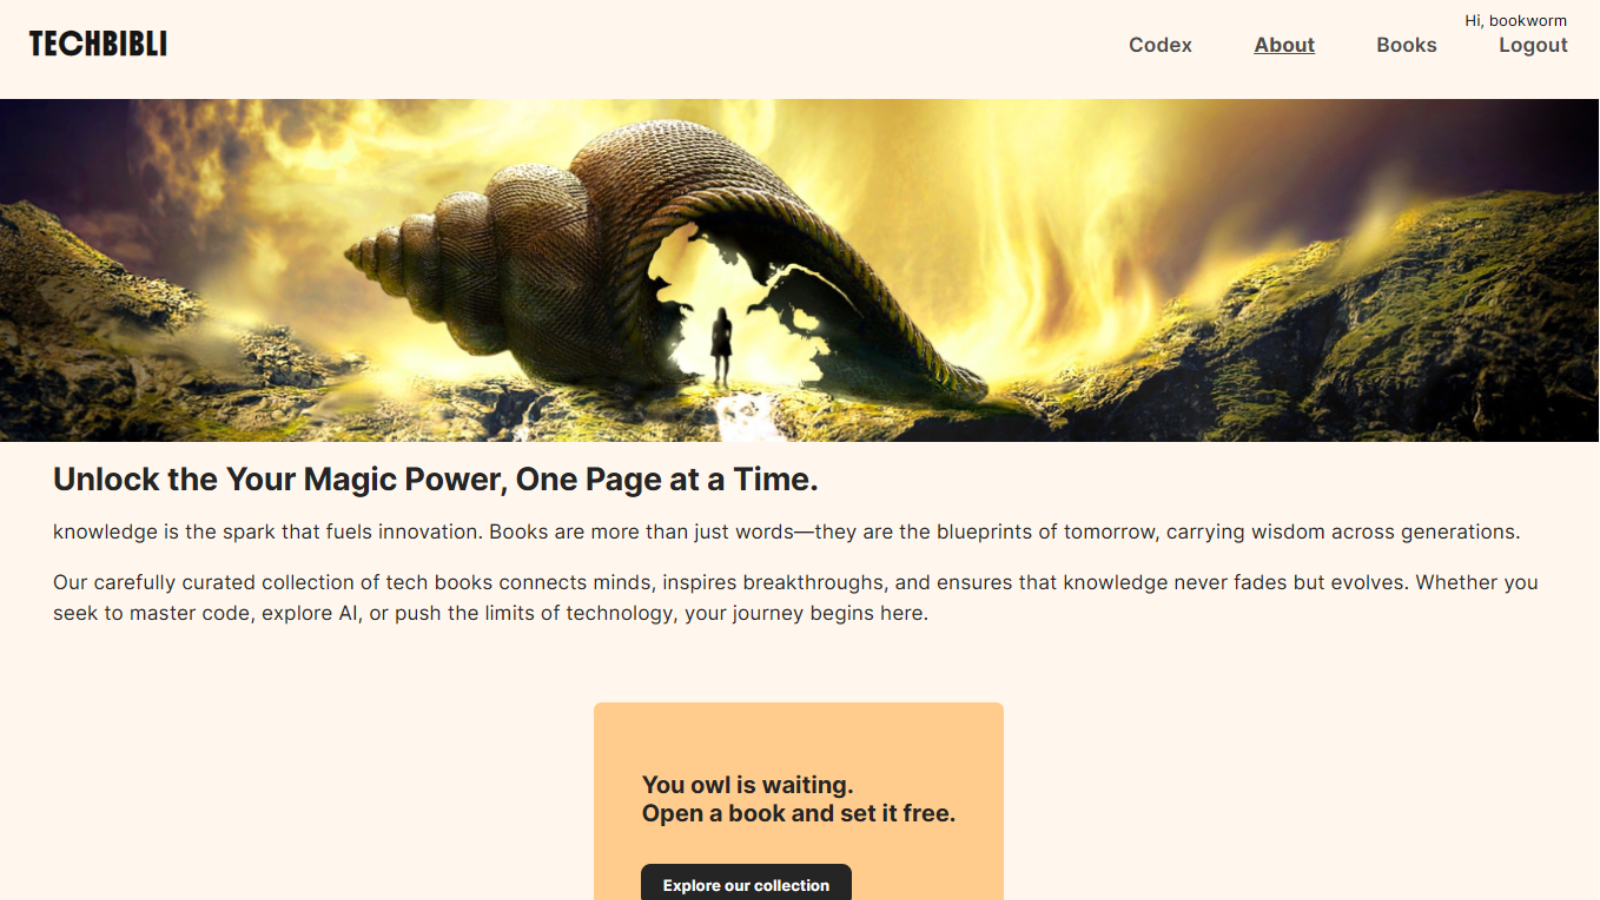 TECHBIBLI
Hi, bookworm
Codex
About
Books
Logout
Unlock the Your Magic Power, One Page at a Time.
knowledge is the spark that fuels innovation. Books are more than just words—they are the blueprints of tomorrow, carrying wisdom across generations.
Our carefully curated collection of tech books connects minds, inspires breakthroughs, and ensures that knowledge never fades but evolves. Whether you
seek to master code, explore AI, or push the limits of technology, your journey begins here.
You owl is waiting.
Open a book and set it free.
Explore our collection